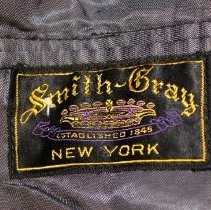 Smith-Gray
ESTABLISHED 1845
NEW YORK